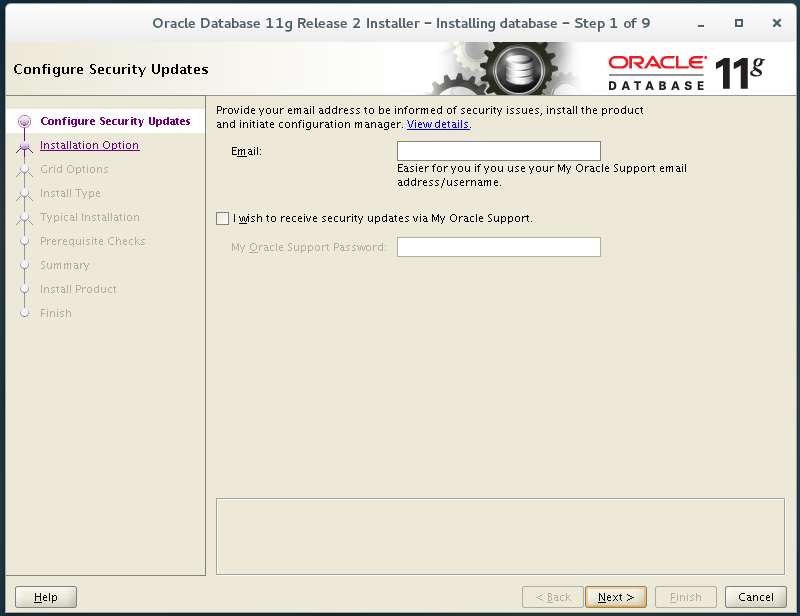 Oracle Database 11g Release 2 Installer – Installing database – Step 1 of 9
Configure Security Updates
ORACLE®
DATABASE 11g
Configure Security Updates
Installation Option
Grid Options
Install Type
Typical Installation
Prerequisite Checks
Summary
Install Product
Finish
Provide your email address to be informed of security issues, install the product
and initiate configuration manager. View details.
Email:
Easier for you if you use your My Oracle Support email
address/username.
I wish to receive security updates via My Oracle Support.
My Oracle Support Password:
Help
< Back
Next >
Finish
Cancel